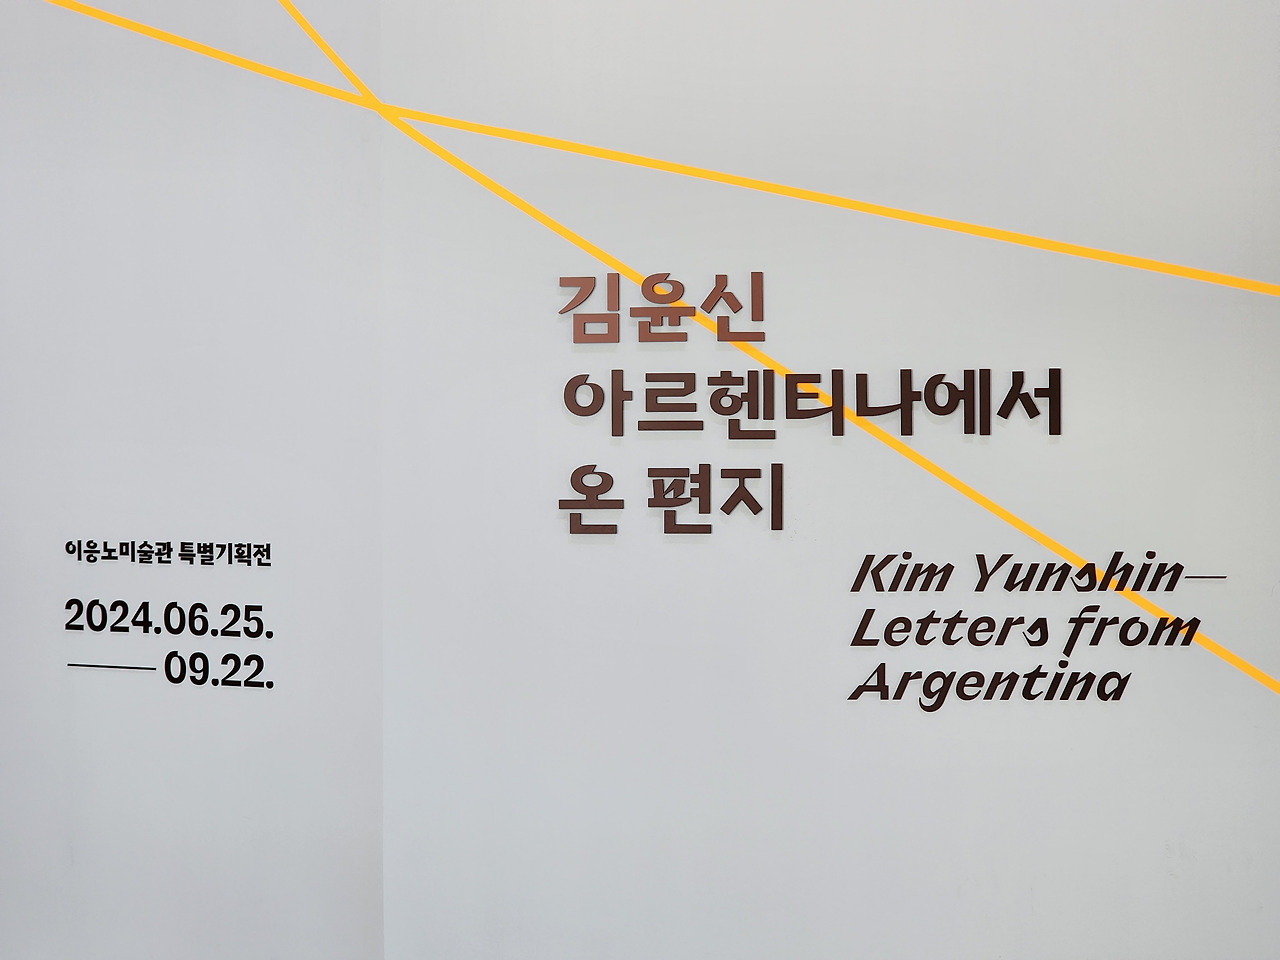 김윤신
아르헨티나에서
온 편지
Kim Yunshin—
Letters from
Argentina
이응노미술관 특별기획전
2024.06.25.
—09.22.